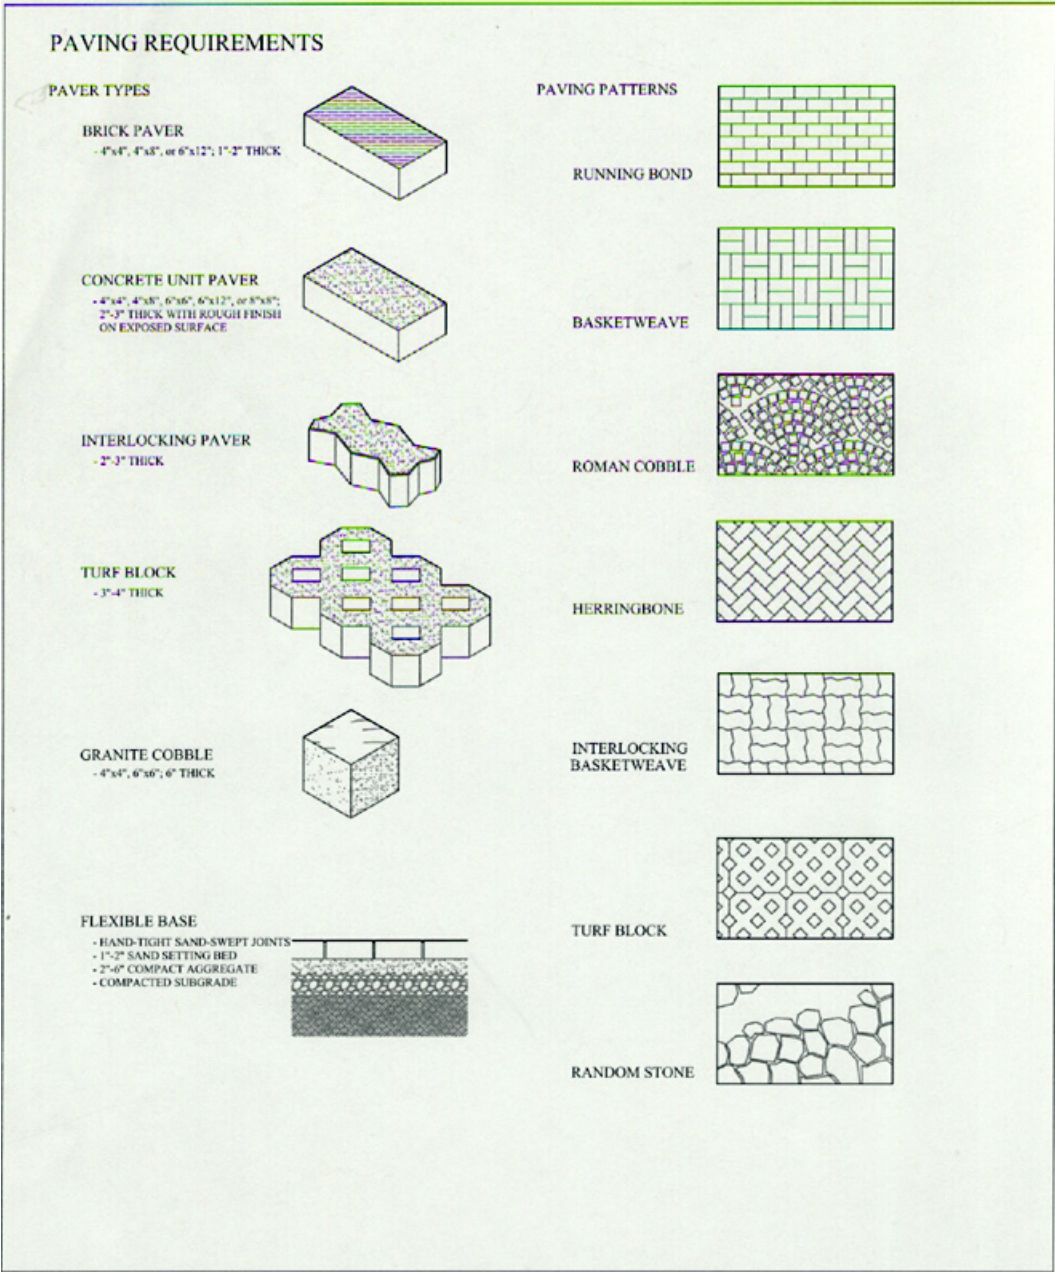 PAVING REQUIREMENTS
PAVER TYPES
BRICK PAVER
- 4"x4", 4"x8", or 6"x12"; 1"-2" THICK
CONCRETE UNIT PAVER
- 4"x4", 4"x8", 6"x6", 6"x12", or 8"x8";
2"-3" THICK WITH ROUGH FINISH
ON EXPOSED SURFACE
INTERLOCKING PAVER
- 2"-3" THICK
TURF BLOCK
- 3"-4" THICK
GRANITE COBBLE
- 4"x4", 6"x6"; 6" THICK
FLEXIBLE BASE
- HAND-TIGHT SAND-SWEPT JOINTS
- 1"-2" SAND SETTING BED
- 2"-6" COMPACT AGGREGATE
- COMPACTED SUBGRADE
PAVING PATTERNS
RUNNING BOND
BASKETWEAVE
ROMAN COBBLE
HERRINGBONE
INTERLOCKING
BASKETWEAVE
TURF BLOCK
RANDOM STONE